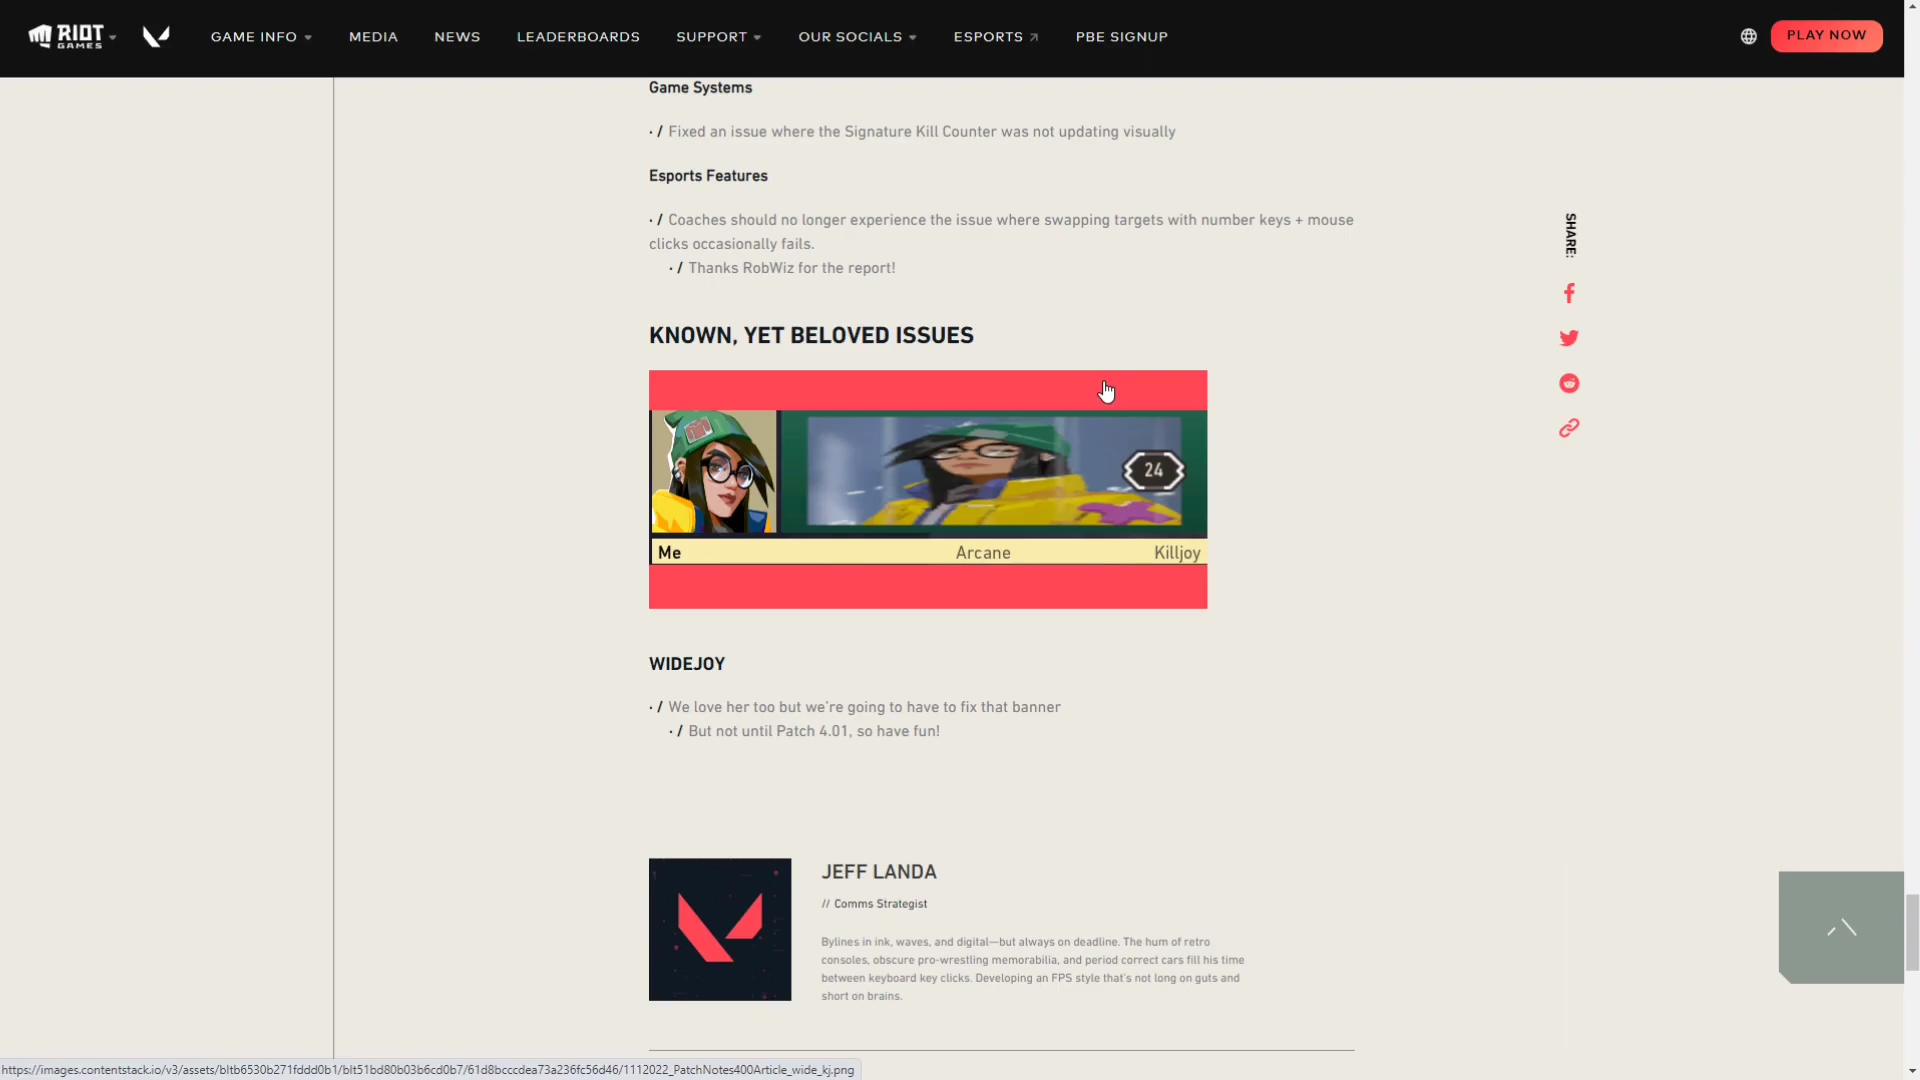 RIOT GAMES
GAME INFO
MEDIA
NEWS
LEADERBOARDS
SUPPORT
OUR SOCIALS
ESPORTS
PBE SIGNUP
PLAY NOW
Game Systems
· / Fixed an issue where the Signature Kill Counter was not updating visually
Esports Features
· / Coaches should no longer experience the issue where swapping targets with number keys + mouse
clicks occasionally fails.
· / Thanks RobWiz for the report!
SHARE:
KNOWN, YET BELOVED ISSUES
24
Me Arcane Killjoy
WIDEJOY
· / We love her too but we're going to have to fix that banner
· / But not until Patch 4.01, so have fun!
JEFF LANDA
// Comms Strategist
Bylines in ink, waves, and digital—but always on deadline. The hum of retro
consoles, obscure pro-wrestling memorabilia, and period correct cars fill his time
between keyboard key clicks. Developing an FPS style that's not long on guts and
short on brains.
https://images.contentstack.io/v3/assets/bltb6530b271fddd0b1/blt51bd80b03b6cd0b7/61d8bcccdea73a236fc56d46/1112022_PatchNotes400Article_wide_kj.png